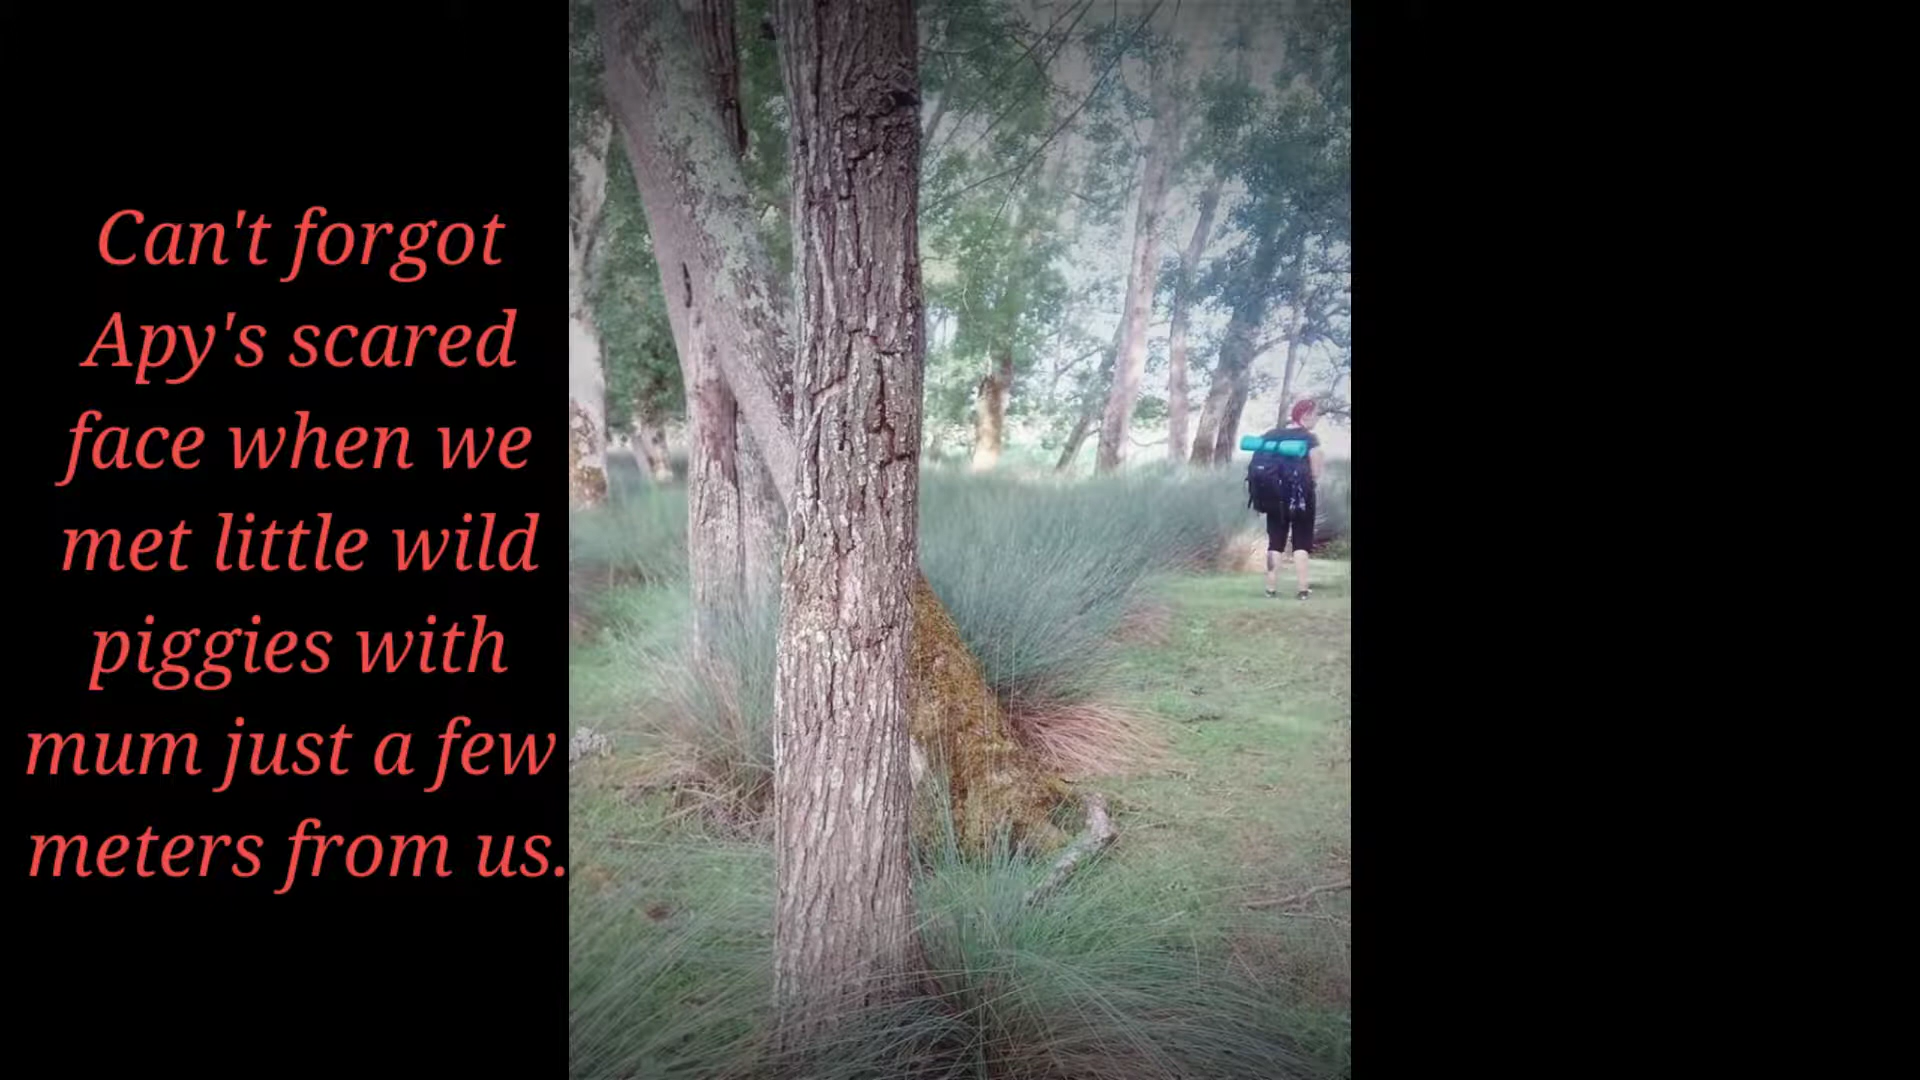 Can't forgot
Apy's scared
face when we
met little wild
piggies with
mum just a few
meters from us.